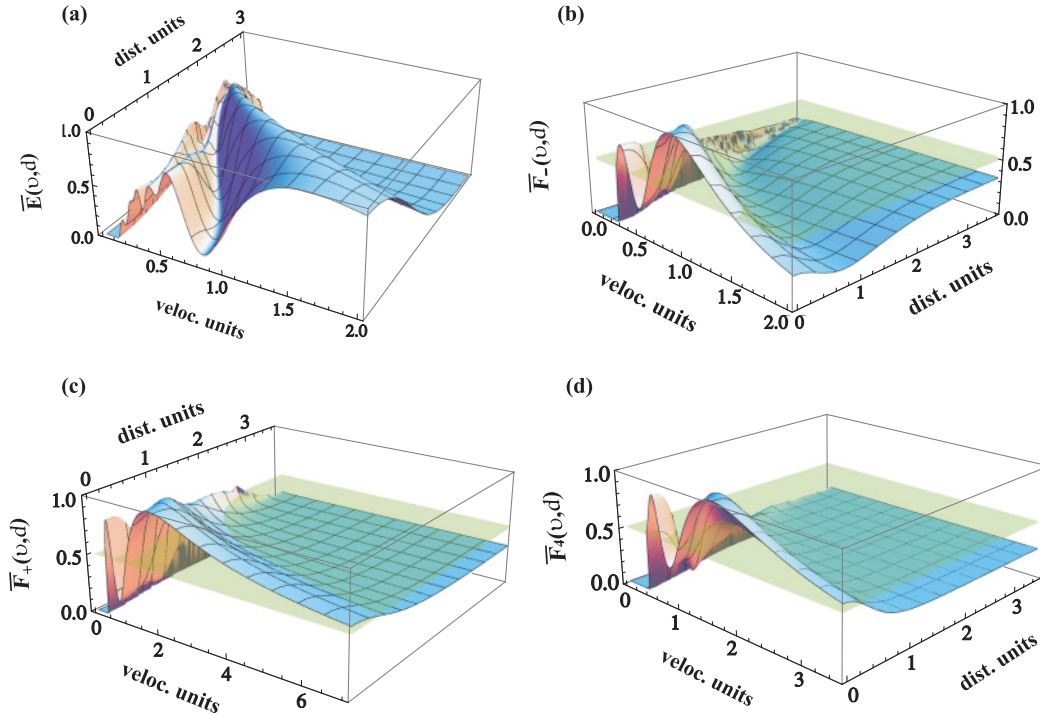 (a)
dist. units
0
1
2
3
1.0
0.5
0.0
E̅(υ,d)
0.5
1.0
1.5
2.0
veloc. units
(b)
1.0
0.5
0.0
F̅₋(υ,d)
0.0
0.5
1.0
1.5
2.0
veloc. units
0
1
2
3
dist. units
(c)
dist. units
0
1
2
3
1.0
0.5
0.0
F̅₊(υ,d)
0
2
4
6
veloc. units
(d)
1.0
0.5
0.0
F̅₄(υ,d)
0
1
2
3
veloc. units
0
1
2
3
dist. units